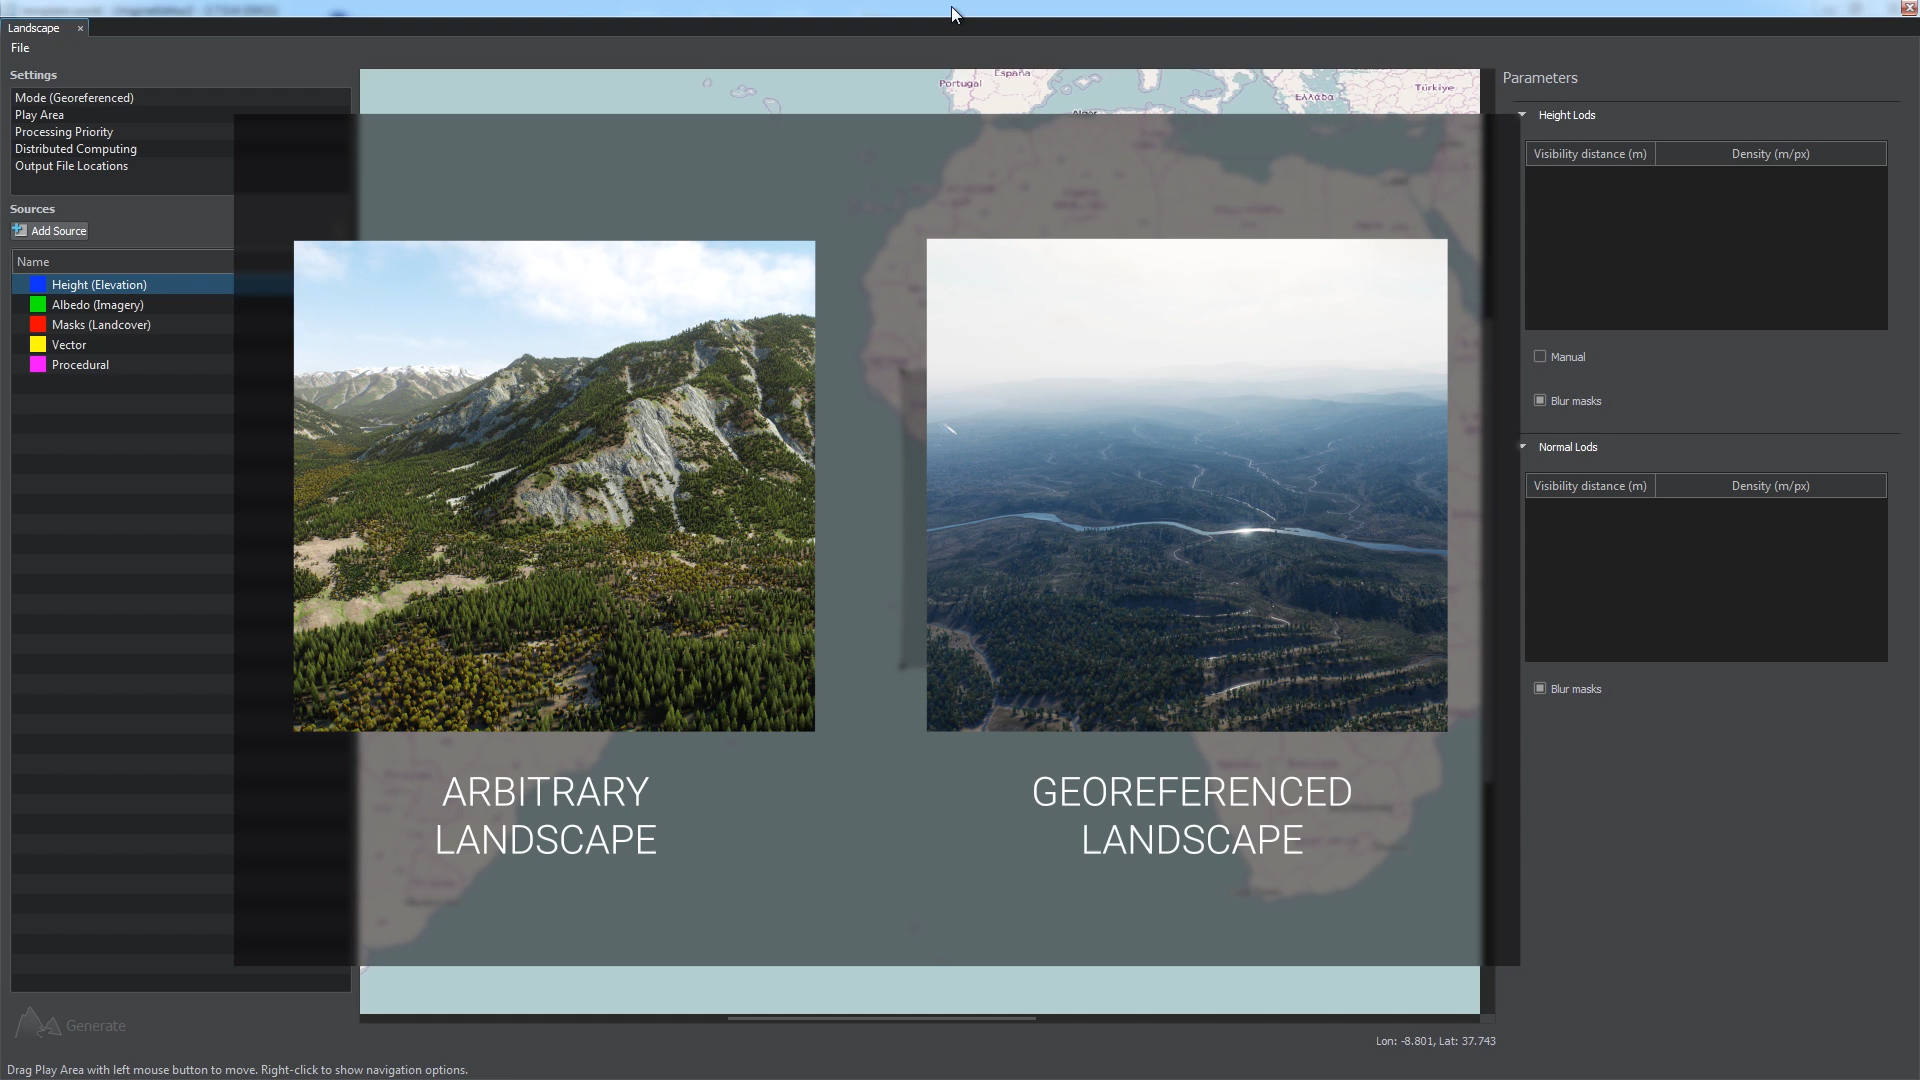 Landscape ×
File
Settings
Mode (Georeferenced)
Play Area
Processing Priority
Distributed Computing
Output File Locations
Sources
Add Source
Name
Height (Elevation)
Albedo (Imagery)
Masks (Landcover)
Vector
Procedural
Generate
Portugal
España
Alger
Ελλάδα
Türkiye
ARBITRARY
LANDSCAPE
GEOREFERENCED
LANDSCAPE
Parameters
Height Lods
Visibility distance (m) Density (m/px)
Manual
Blur masks
Normal Lods
Visibility distance (m) Density (m/px)
Blur masks
Lon: -8.801, Lat: 37.743
Drag Play Area with left mouse button to move. Right-click to show navigation options.